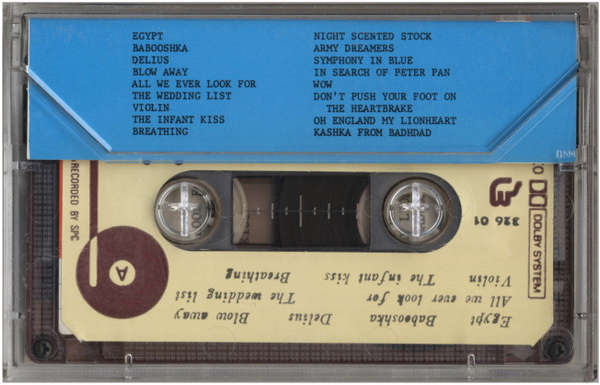 EGYPT
BABOOSHKA
DELIUS
BLOW AWAY
ALL WE EVER LOOK FOR
THE WEDDING LIST
VIOLIN
THE INFANT KISS
BREATHING
NIGHT SCENTED STOCK
ARMY DREAMERS
SYMPHONY IN BLUE
IN SEARCH OF PETER PAN
WOW
DON'T PUSH YOUR FOOT ON
THE HEARTBRAKE
OH ENGLAND MY LIONHEART
KASHKA FROM BADHDAD
RECORDED BY SPC
A
326 01
DOLBY SYSTEM
Egypt Babooshka Delius Blow away
All we ever look for The wedding list
Violin The infant kiss Breathing